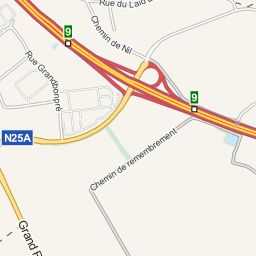 Rue du Laid
Chemin de Nil
9
Rue Grandbonpré
9
N25A
Chemin de remembrement
Grand